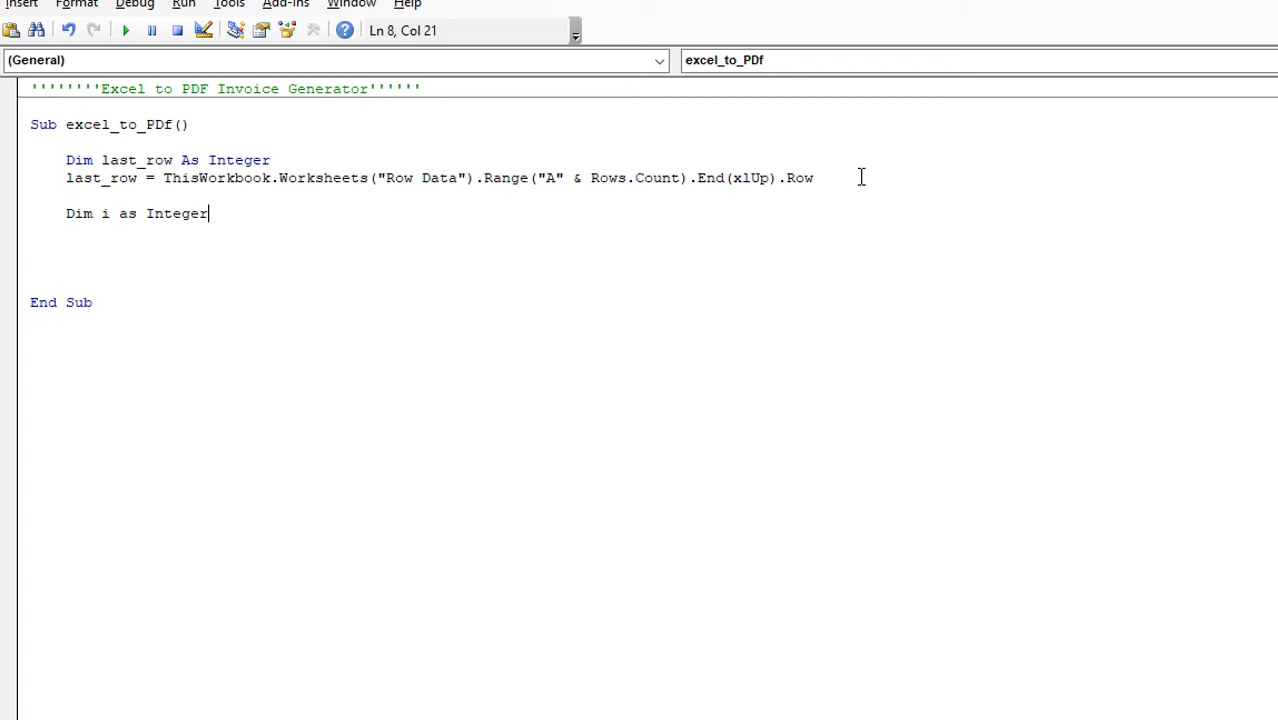 Insert Format Debug Run Tools Add-Ins Window Help
Ln 8, Col 21
(General) excel_to_PDf
''''''''Excel to PDF Invoice Generator''''''
Sub excel_to_PDf()
Dim last_row As Integer
last_row = ThisWorkbook.Worksheets("Row Data").Range("A" & Rows.Count).End(xlUp).Row
Dim i as Integer
End Sub